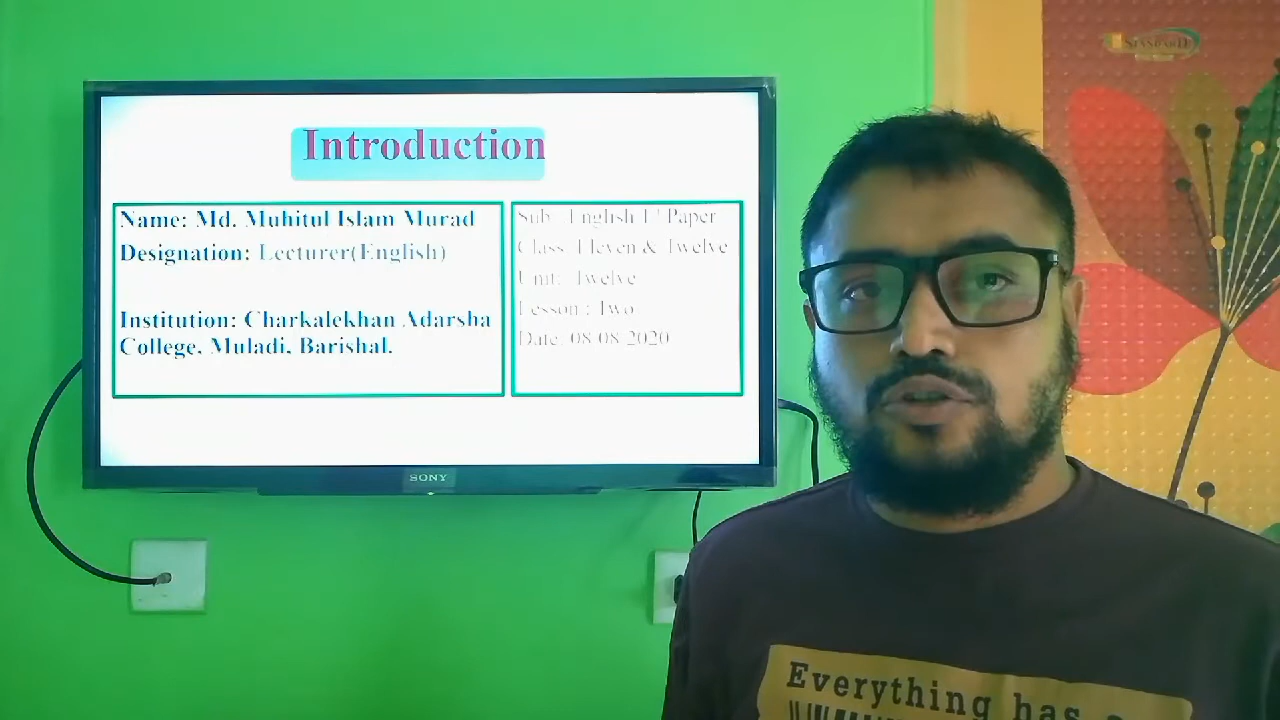 Introduction
Name: Md. Muhitul Islam Murad
Designation: Lecturer(English)
Institution: Charkalekhan Adarsha
College, Muladi, Barishal.
Sub: English 1st Paper
Class: Eleven & Twelve
Unit: Twelve
Lesson : Two
Date: 08-08-2020
SONY
STANDARD
Everything has